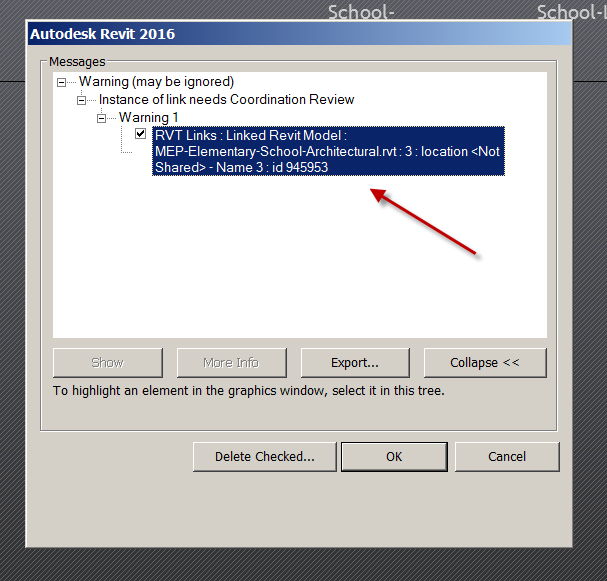 School-
School-L
Autodesk Revit 2016
Messages
Warning (may be ignored)
Instance of link needs Coordination Review
Warning 1
RVT Links : Linked Revit Model :
MEP-Elementary-School-Architectural.rvt : 3 : location <Not
Shared> - Name 3 : id 945953
Show
More Info
Export...
Collapse <<
To highlight an element in the graphics window, select it in this tree.
Delete Checked...
OK
Cancel